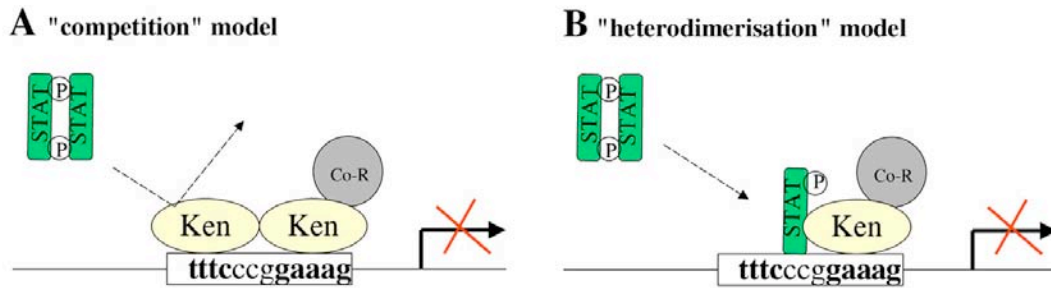 A "competition" model
STAT
P
P
STAT
Co-R
Ken
Ken
tttcccggaaag
B "heterodimerisation" model
STAT
P
P
STAT
STAT
P
Co-R
Ken
tttcccggaaag